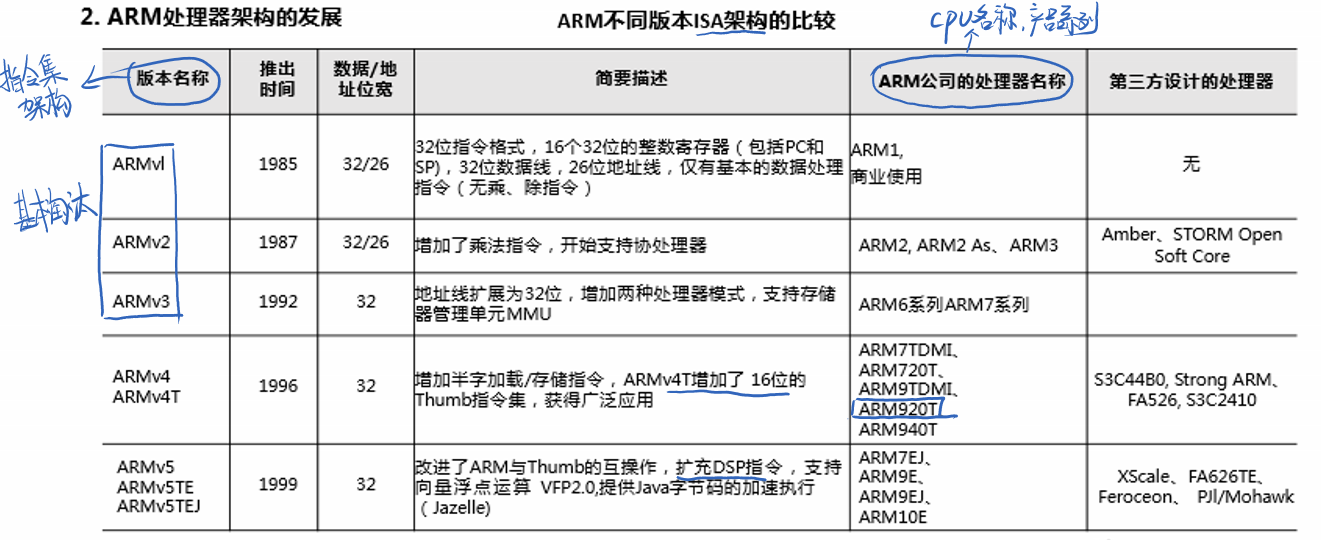 2. ARM处理器架构的发展
ARM不同版本ISA架构的比较
CPU名称,产品系列
指令集
架构
版本名称
推出
时间
数据/地
址位宽
简要描述
ARM公司的处理器名称
第三方设计的处理器
基本淘汰
ARMvl
1985
32/26
32位指令格式，16个32位的整数寄存器（包括PC和
SP)，32位数据线，26位地址线，仅有基本的数据处理
指令（无乘、除指令）
ARM1,
商业使用
无
ARMv2
1987
32/26
增加了乘法指令，开始支持协处理器
ARM2, ARM2 As、ARM3
Amber、STORM Open
Soft Core
ARMv3
1992
32
地址线扩展为32位，增加两种处理器模式，支持存储
器管理单元MMU
ARM6系列ARM7系列
ARMv4
ARMv4T
1996
32
增加半字加载/存储指令，ARMv4T增加了 16位的
Thumb指令集，获得广泛应用
ARM7TDMI、
ARM720T、
ARM9TDMI、
ARM920T
ARM940T
S3C44B0, Strong ARM、
FA526, S3C2410
ARMv5
ARMv5TE
ARMv5TEJ
1999
32
改进了ARM与Thumb的互操作，扩充DSP指令，支持
向量浮点运算 VFP2.0,提供Java字节码的加速执行
（Jazelle)
ARM7EJ、
ARM9E、
ARM9EJ、
ARM10E
XScale、FA626TE、
Feroceon、 PJl/Mohawk